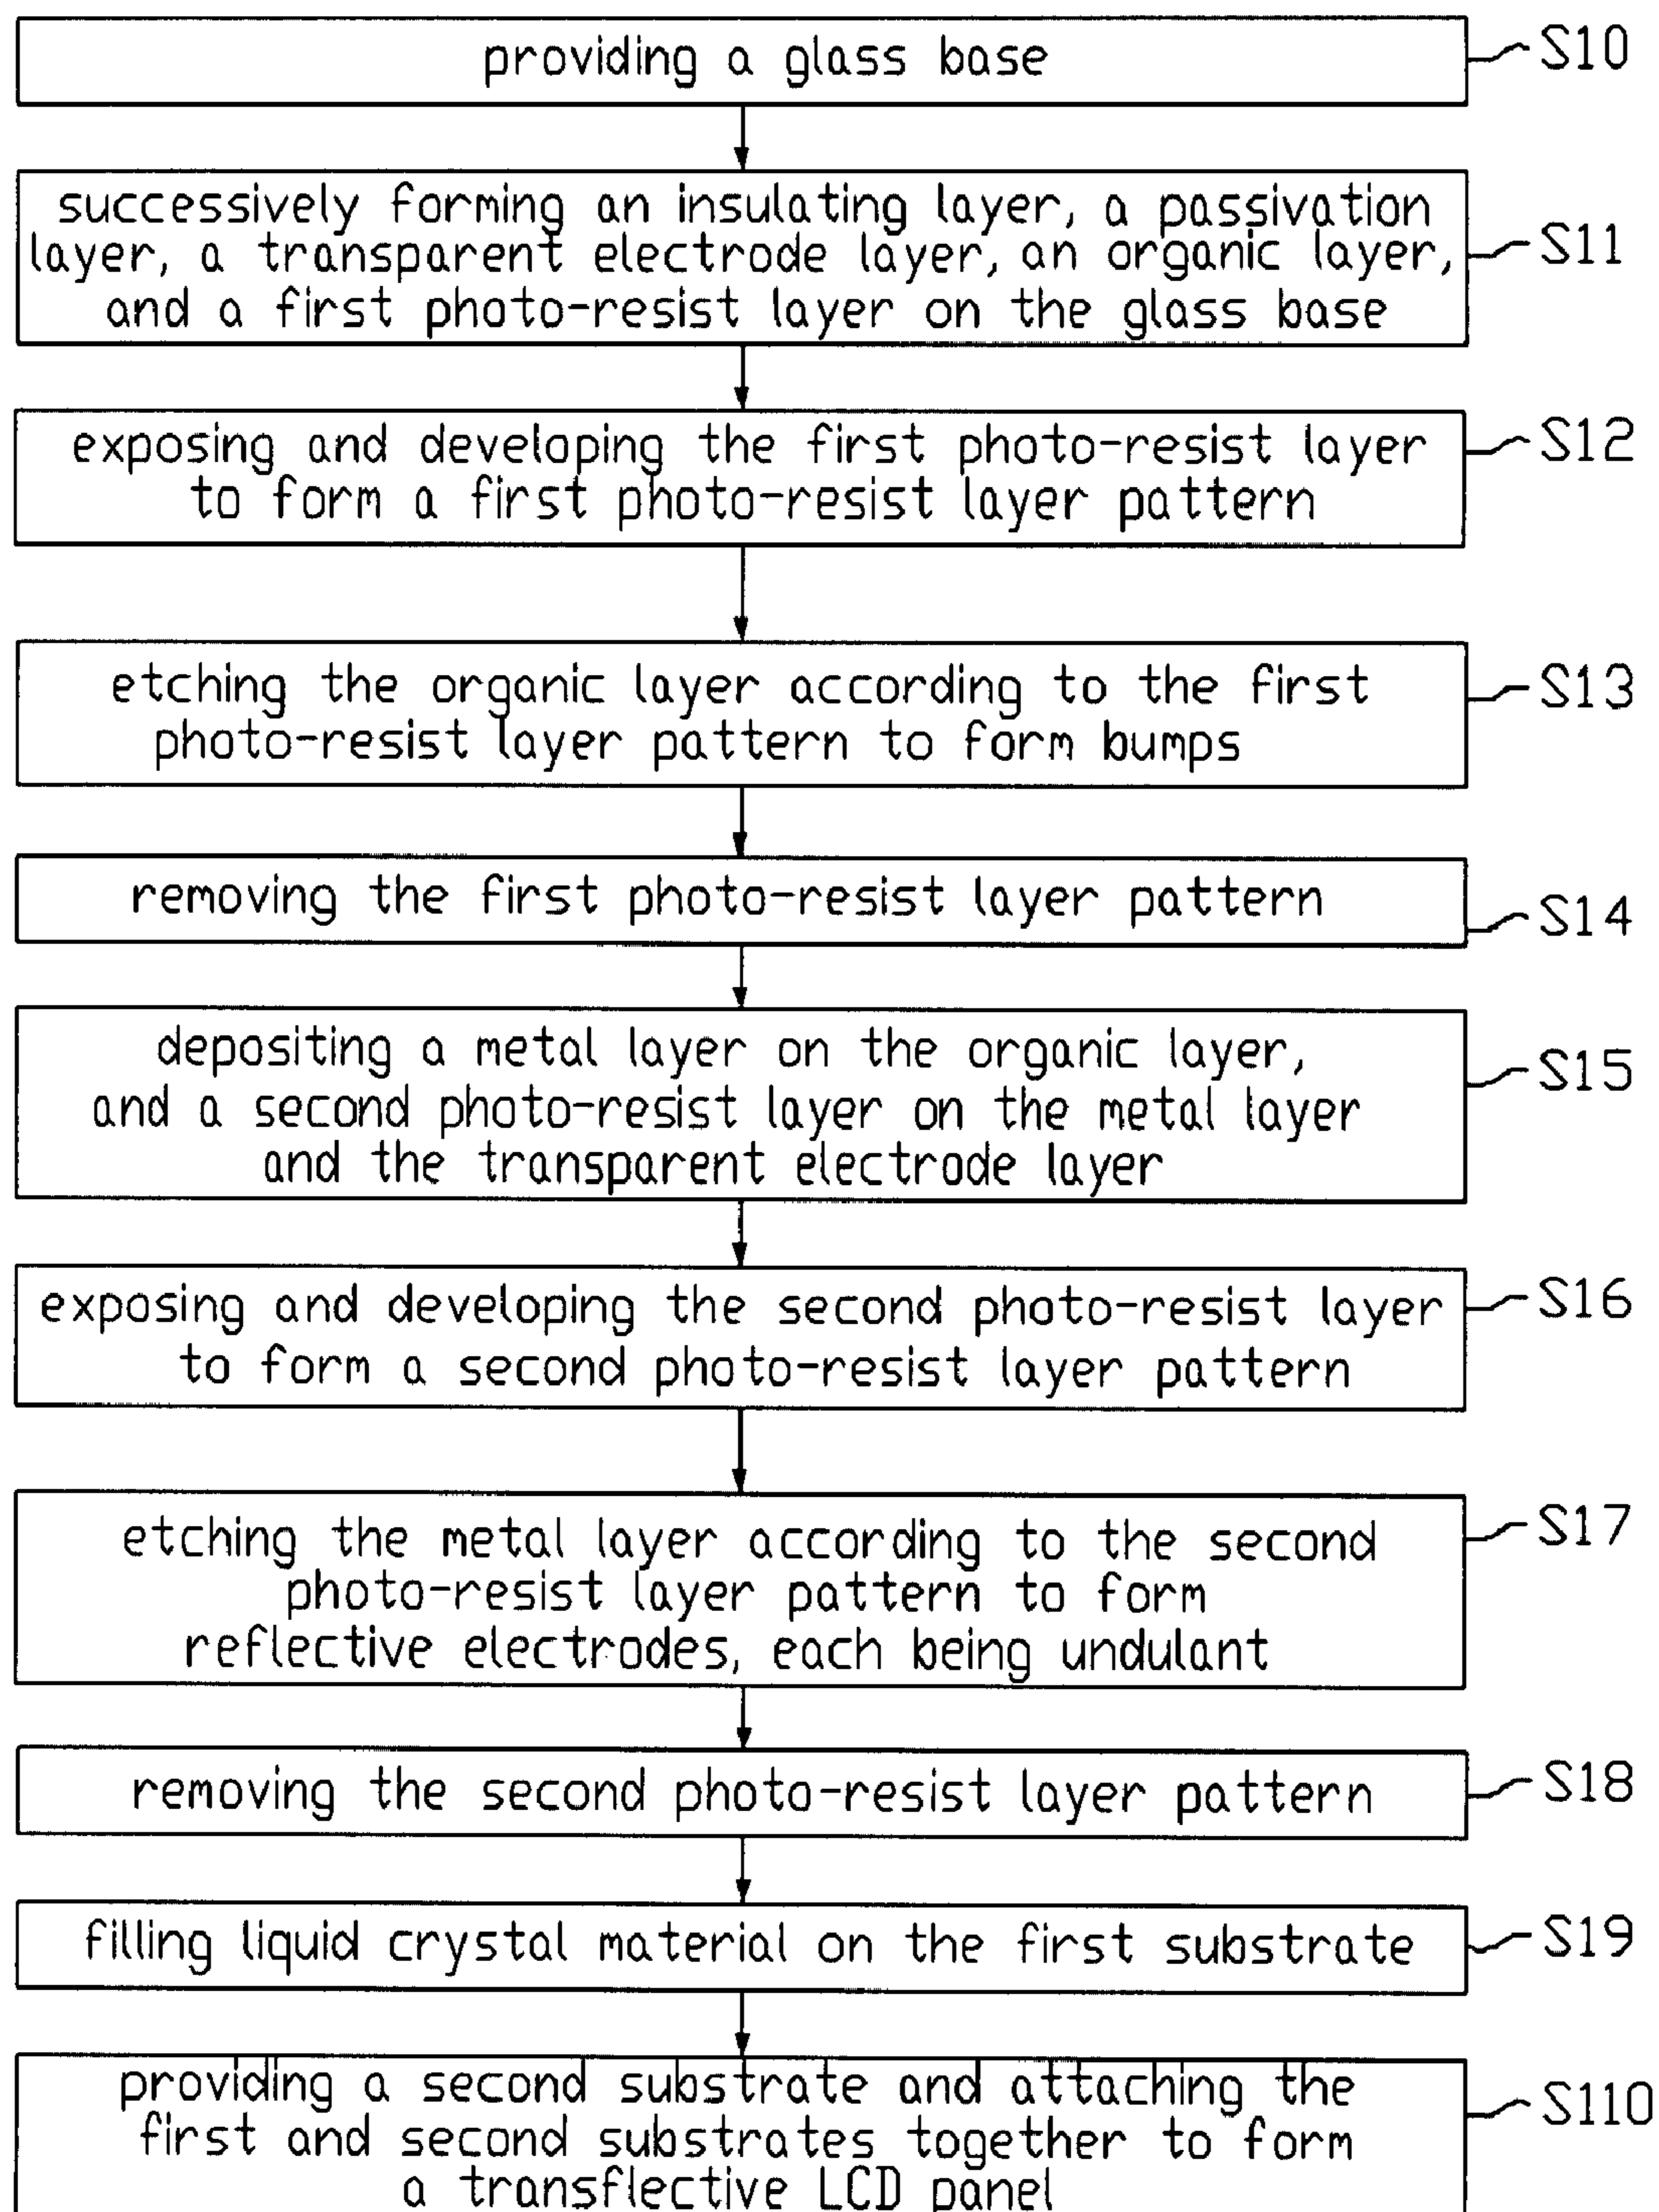 providing a glass base
S10
successively forming an insulating layer, a passivation
layer, a transparent electrode layer, an organic layer,
and a first photo-resist layer on the glass base
S11
exposing and developing the first photo-resist layer
to form a first photo-resist layer pattern
S12
etching the organic layer according to the first
photo-resist layer pattern to form bumps
S13
removing the first photo-resist layer pattern
S14
depositing a metal layer on the organic layer,
and a second photo-resist layer on the metal layer
and the transparent electrode layer
S15
exposing and developing the second photo-resist layer
to form a second photo-resist layer pattern
S16
etching the metal layer according to the second
photo-resist layer pattern to form
reflective electrodes, each being undulant
S17
removing the second photo-resist layer pattern
S18
filling liquid crystal material on the first substrate
S19
providing a second substrate and attaching the
first and second substrates together to form
a transflective LCD panel
S110